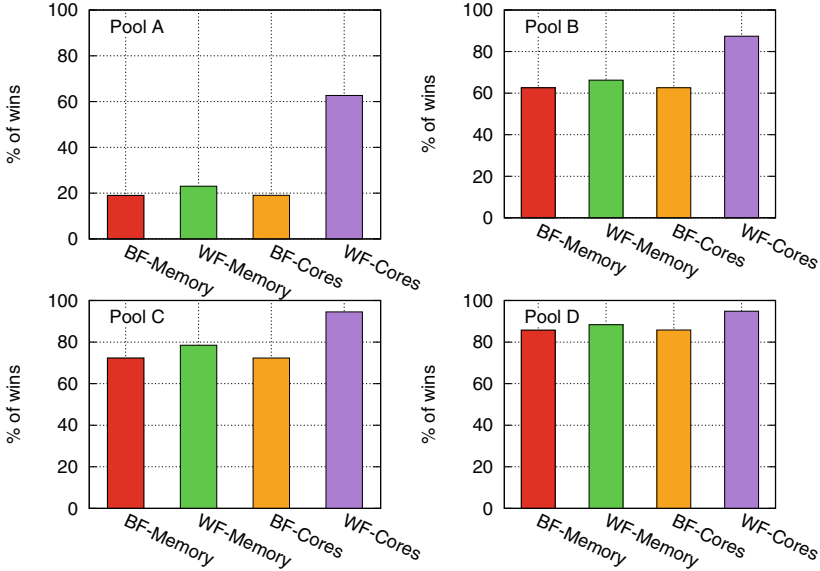 Pool A
% of wins
100
80
60
40
20
0
BF-Memory
WF-Memory
BF-Cores
WF-Cores
Pool B
% of wins
100
80
60
40
20
0
BF-Memory
WF-Memory
BF-Cores
WF-Cores
Pool C
% of wins
100
80
60
40
20
0
BF-Memory
WF-Memory
BF-Cores
WF-Cores
Pool D
% of wins
100
80
60
40
20
0
BF-Memory
WF-Memory
BF-Cores
WF-Cores